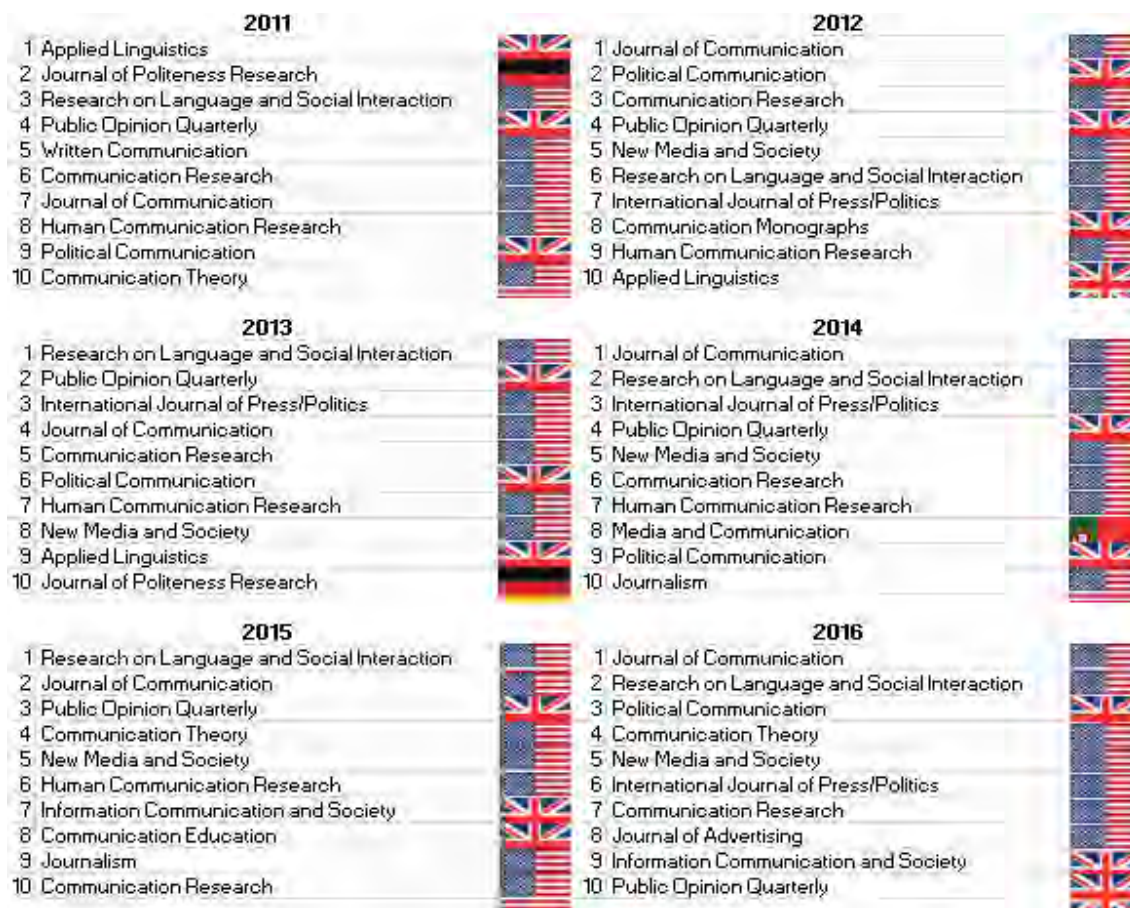 2011
1 Applied Linguistics
2 Journal of Politeness Research
3 Research on Language and Social Interaction
4 Public Opinion Quarterly
5 Written Communication
6 Communication Research
7 Journal of Communication
8 Human Communication Research
9 Political Communication
10 Communication Theory
2012
1 Journal of Communication
2 Political Communication
3 Communication Research
4 Public Opinion Quarterly
5 New Media and Society
6 Research on Language and Social Interaction
7 International Journal of Press/Politics
8 Communication Monographs
9 Human Communication Research
10 Applied Linguistics
2013
1 Research on Language and Social Interaction
2 Public Opinion Quarterly
3 International Journal of Press/Politics
4 Journal of Communication
5 Communication Research
6 Political Communication
7 Human Communication Research
8 New Media and Society
9 Applied Linguistics
10 Journal of Politeness Research
2014
1 Journal of Communication
2 Research on Language and Social Interaction
3 International Journal of Press/Politics
4 Public Opinion Quarterly
5 New Media and Society
6 Communication Research
7 Human Communication Research
8 Media and Communication
9 Political Communication
10 Journalism
2015
1 Research on Language and Social Interaction
2 Journal of Communication
3 Public Opinion Quarterly
4 Communication Theory
5 New Media and Society
6 Human Communication Research
7 Information Communication and Society
8 Communication Education
9 Journalism
10 Communication Research
2016
1 Journal of Communication
2 Research on Language and Social Interaction
3 Political Communication
4 Communication Theory
5 New Media and Society
6 International Journal of Press/Politics
7 Communication Research
8 Journal of Advertising
9 Information Communication and Society
10 Public Opinion Quarterly